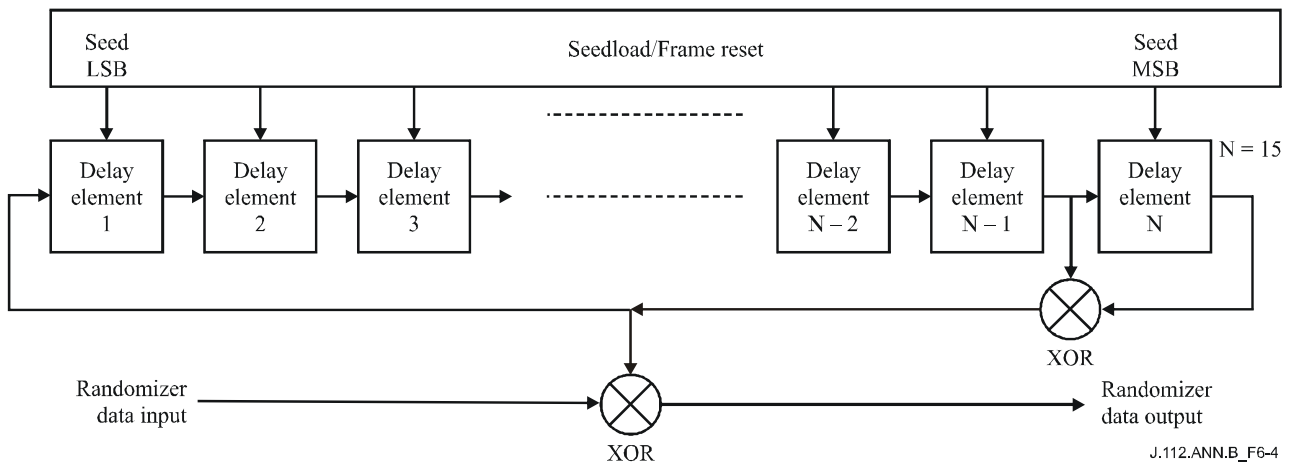 Seed
LSB
Seedload/Frame reset
Seed
MSB
Delay
element
1
Delay
element
2
Delay
element
3
Delay
element
N – 2
Delay
element
N – 1
Delay
element
N
N = 15
XOR
Randomizer
data input
XOR
Randomizer
data output
J.112.ANN.B_F6-4